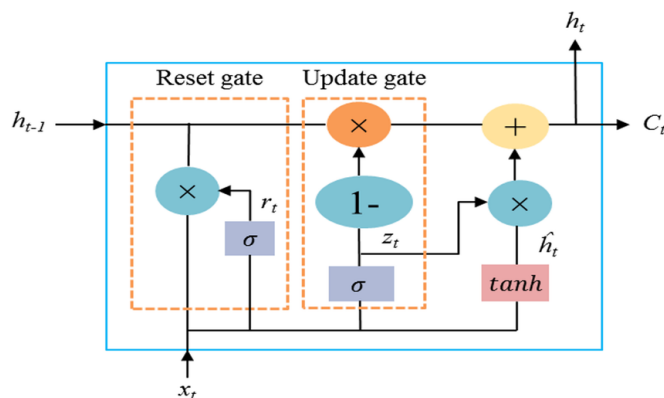 h_t
Reset gate
Update gate
h_{t-1}
×
+
C_t
×
r_t
1-
×
z_t
ĥ_t
σ
σ
tanh
x_t